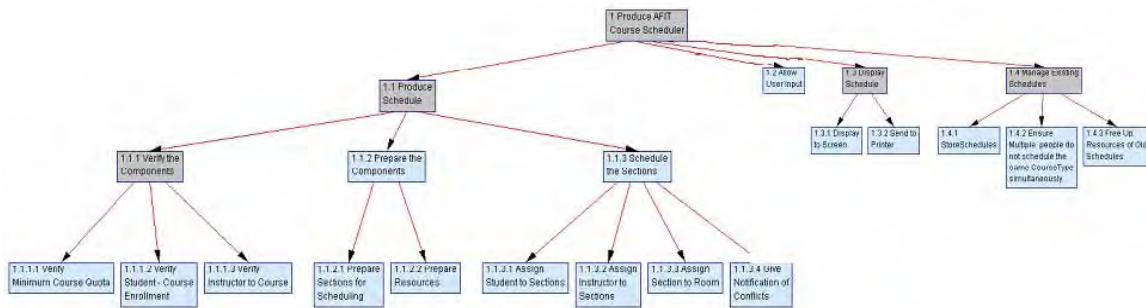 1 Produce AFIT
Course Scheduler
1.1 Produce
Schedule
1.2 Allow
User Input
1.3 Display
Schedule
1.4 Manage Existing
Schedules
1.3.1 Display
to Screen
1.3.2 Send to
Printer
1.4.1
StoreSchedules
1.4.2 Ensure
Multiple people do
not schedule the
same CourseType
simultaneously
1.4.3 Free Up
Resources of Old
Schedules
1.1.1 Verify the
Components
1.1.2 Prepare the
Components
1.1.3 Schedule
the Sections
1.1.1.1 Verify
Minimum Course Quota
1.1.1.2 Verify
Student - Course
Enrollment
1.1.1.3 Verify
Instructor to Course
1.1.2.1 Prepare
Sections for
Scheduling
1.1.2.2 Prepare
Resources
1.1.3.1 Assign
Student to Sections
1.1.3.2 Assign
Instructor to
Sections
1.1.3.3 Assign
Section to Room
1.1.3.4 Give
Notification of
Conflicts